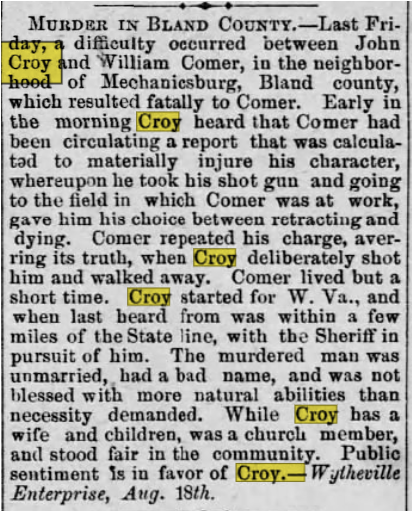 MURDER IN BLAND COUNTY.—Last Fri-
day, a difficulty occurred between John
Croy and William Comer, in the neighbor-
hood of Mechanicsburg, Bland county,
which resulted fatally to Comer. Early in
the morning Croy heard that Comer had
been circulating a report that was calcula-
ted to materially injure his character,
whereupon he took his shot gun and going
to the field in which Comer was at work,
gave him his choice between retracting and
dying. Comer repeated his charge, aver-
ring its truth, when Croy deliberately shot
him and walked away. Comer lived but a
short time. Croy started for W. Va., and
when last heard from was within a few
miles of the State line, with the Sheriff in
pursuit of him. The murdered man was
unmarried, had a bad name, and was not
blessed with more natural abilities than
necessity demanded. While Croy has a
wife and children, was a church member,
and stood fair in the community. Public
sentiment is in favor of Croy.—Wytheville
Enterprise, Aug. 18th.